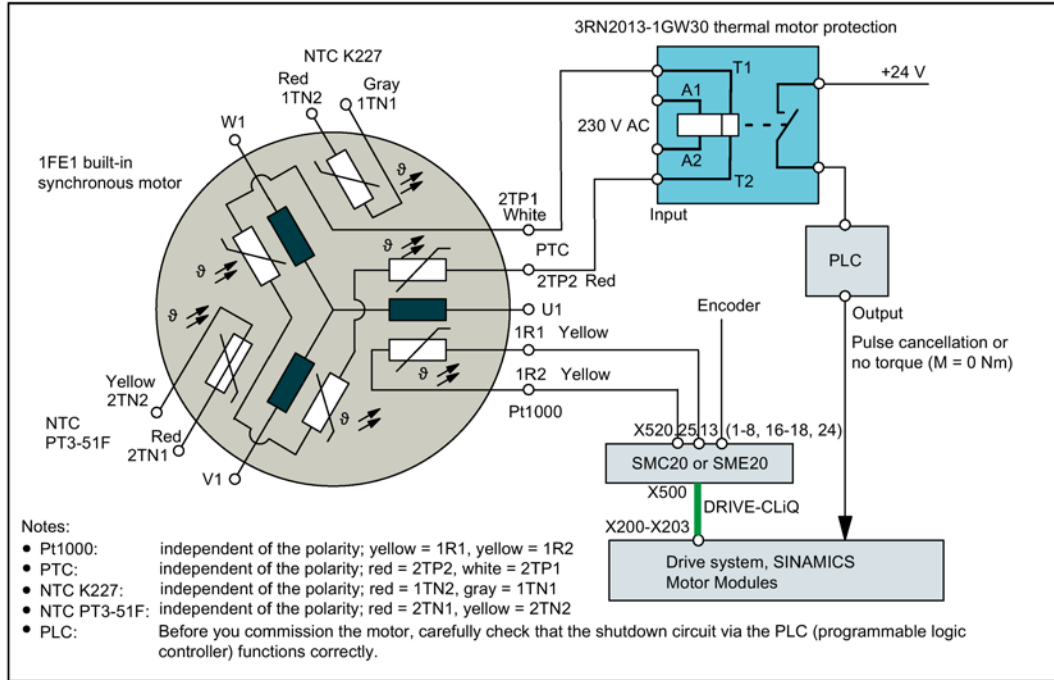 3RN2013-1GW30 thermal motor protection
NTC K227
Red
1TN2
Gray
1TN1
W1
1FE1 built-in
synchronous motor
T1
A1
230 V AC
A2
T2
Input
+24 V
2TP1
White
PTC
2TP2 Red
U1
1R1 Yellow
1R2 Yellow
Pt1000
PLC
Output
Pulse cancellation or
no torque (M = 0 Nm)
Encoder
ϑ
ϑ
ϑ
ϑ
ϑ
ϑ
Yellow
2TN2
NTC
PT3-51F
Red
2TN1
V1
X520 25 13 (1-8, 16-18, 24)
SMC20 or SME20
X500
DRIVE-CLiQ
X200-X203
Drive system, SINAMICS
Motor Modules
Notes:
• Pt1000: independent of the polarity; yellow = 1R1, yellow = 1R2
• PTC: independent of the polarity; red = 2TP2, white = 2TP1
• NTC K227: independent of the polarity; red = 1TN2, gray = 1TN1
• NTC PT3-51F: independent of the polarity; red = 2TN1, yellow = 2TN2
• PLC: Before you commission the motor, carefully check that the shutdown circuit via the PLC (programmable logic
controller) functions correctly.